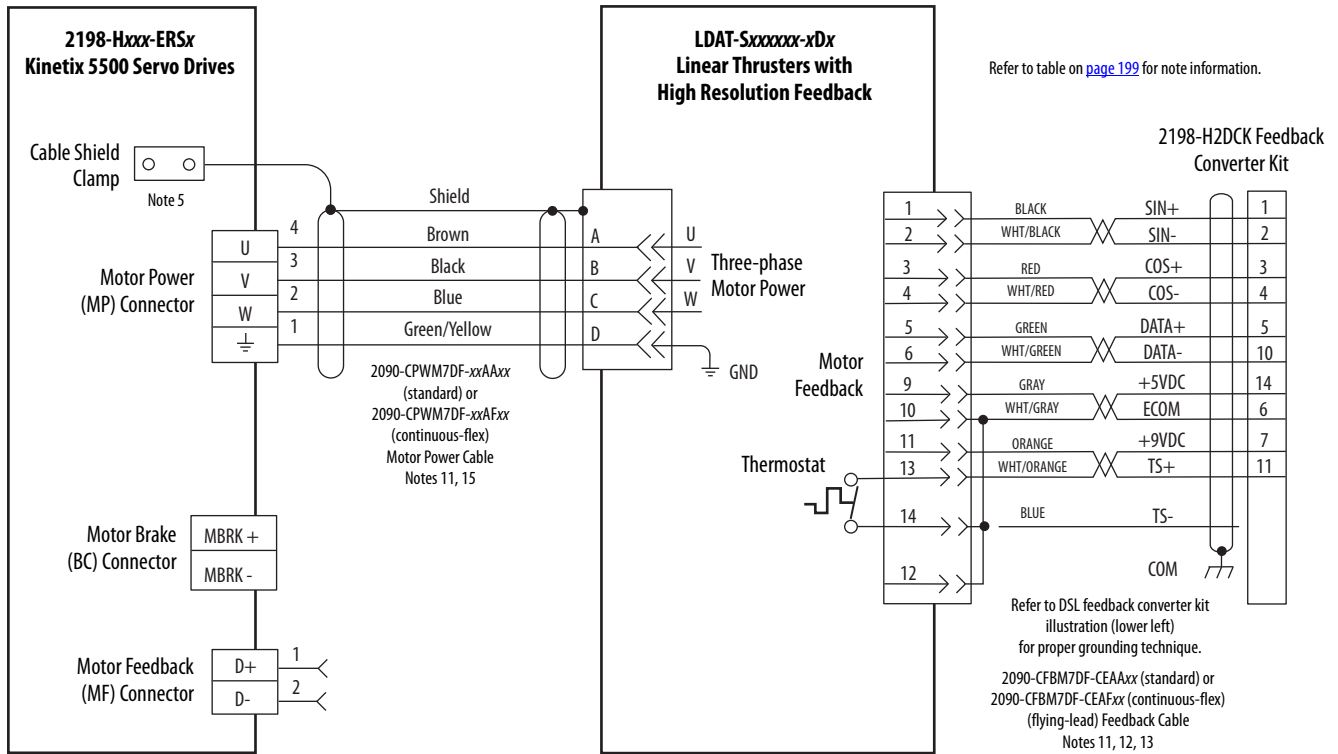 2198-Hxxx-ERSx
Kinetix 5500 Servo Drives
LDAT-Sxxxxxx-xDx
Linear Thrusters with
High Resolution Feedback
Refer to table on page 199 for note information.
2198-H2DCK Feedback
Converter Kit
Cable Shield
Clamp
Note 5
Shield
Motor Power
(MP) Connector
U
4
Brown
A
U
V
3
Black
B
V
W
2
Blue
C
W
1
Green/Yellow
D
Three-phase
Motor Power
GND
2090-CPWM7DF-xxAAxx
(standard) or
2090-CPWM7DF-xxAFxx
(continuous-flex)
Motor Power Cable
Notes 11, 15
Motor
Feedback
1
BLACK
SIN+
1
2
WHT/BLACK
SIN-
2
3
RED
COS+
3
4
WHT/RED
COS-
4
5
GREEN
DATA+
5
6
WHT/GREEN
DATA-
10
9
GRAY
+5VDC
14
10
WHT/GRAY
ECOM
6
11
ORANGE
+9VDC
7
13
WHT/ORANGE
TS+
11
Thermostat
14
BLUE
TS-
12
COM
Motor Brake
(BC) Connector
MBRK +
MBRK -
Motor Feedback
(MF) Connector
D+
1
D-
2
Refer to DSL feedback converter kit
illustration (lower left)
for proper grounding technique.
2090-CFBM7DF-CEAAxx (standard) or
2090-CFBM7DF-CEAFxx (continuous-flex)
(flying-lead) Feedback Cable
Notes 11, 12, 13